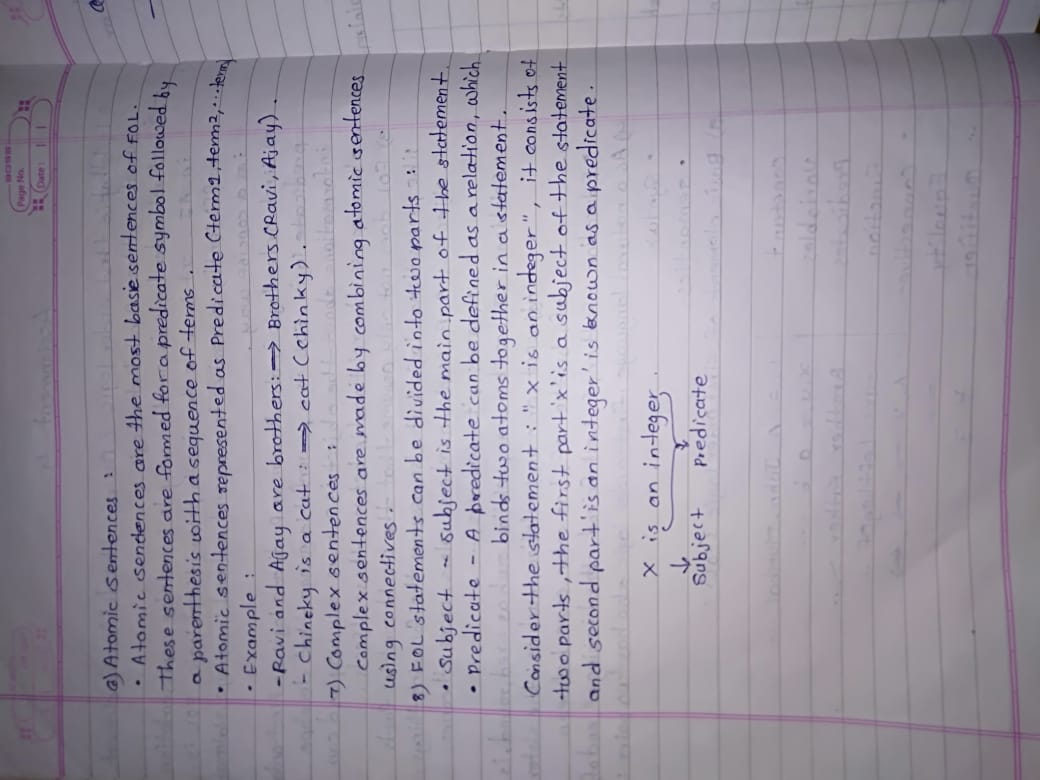 Page No.
Date:
6) Atomic sentences :
• Atomic sendences are the most basic sentences of FOL.
These sentences are formed for a predicate symbol followed by
a parenthesis with a sequence of terms.
• Atomic sentences represented as Predicate (term1, term2, ... term
• Example :
- Ravi and Ajay are brothers: ⇒ Brothers (Ravi, Ajay).
- Chineky is a cat : ⇒ cat (chinky).
7) Complex sentences :
Complex sentences are made by combining atomic sentences
using connectives.
8) FOL statements can be divided into two parts :
• Subject - Subject is the main part of the statement.
• Predicate - A predicate can be defined as a relation, which
binds two atoms together in a statement.
Consider the statement : "x is an integer", it consists of
two parts, the first part 'x' is a subject of the statement
and second part 'is an integer' is known as a predicate.
x is an integer.
Subject Predicate